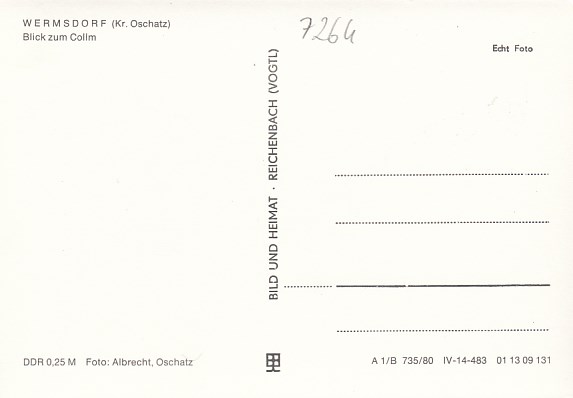 WERMSDORF (Kr. Oschatz)
Blick zum Collm
7264
Echt Foto
BILD UND HEIMAT · REICHENBACH (VOGTL)
DDR 0,25 M Foto: Albrecht, Oschatz
A 1/B 735/80 IV-14-483 01 13 09 131